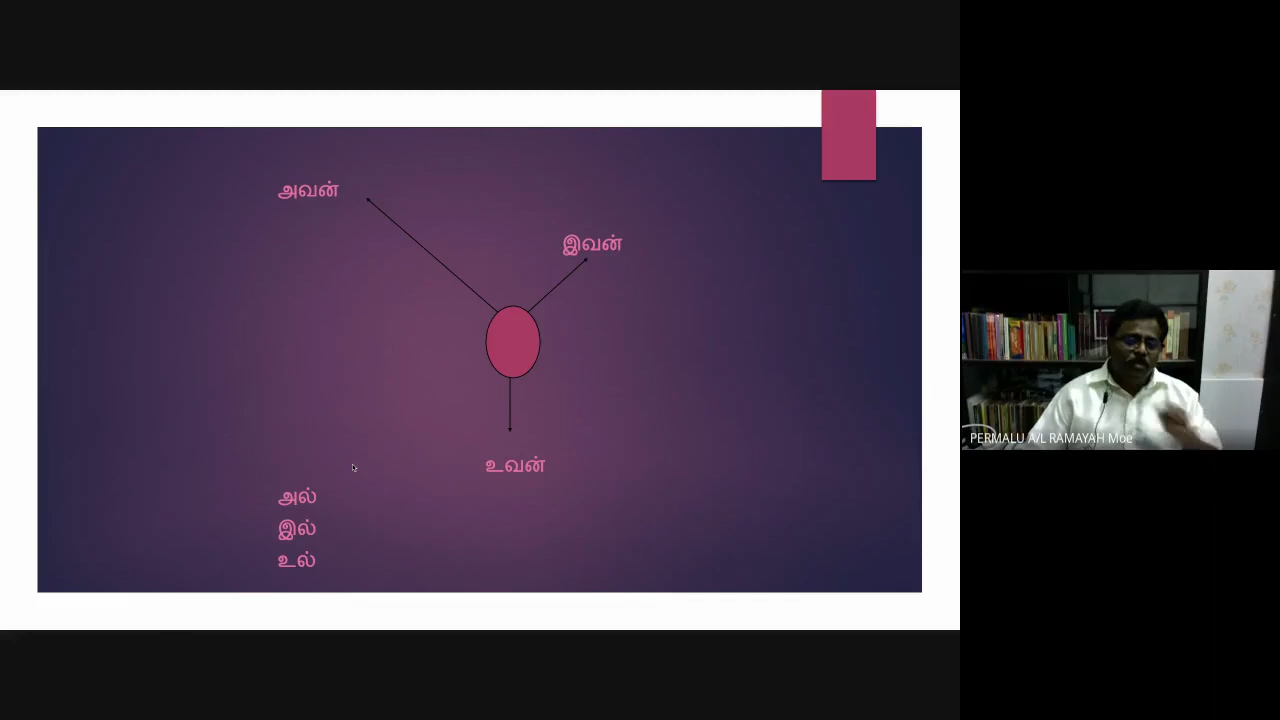 அவன்
இவன்
உவன்
அல்
இல்
உல்
PERMALU A/L RAMAYAH Moe